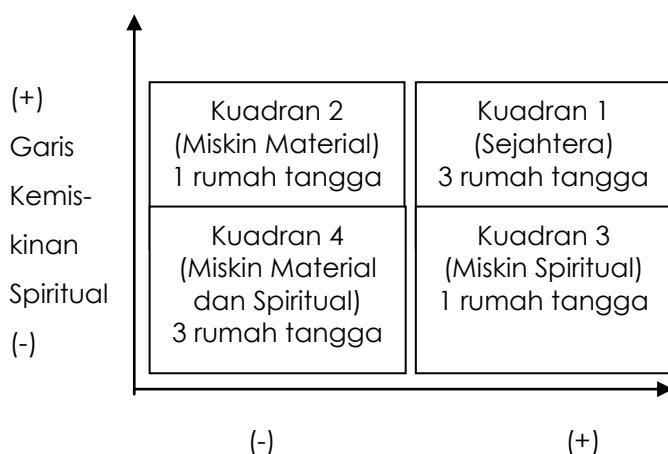 (+)
Garis
Kemis-
kinan
Spiritual
(-)
Kuadran 2
(Miskin Material)
1 rumah tangga
Kuadran 1
(Sejahtera)
3 rumah tangga
Kuadran 4
(Miskin Material
dan Spiritual)
3 rumah tangga
Kuadran 3
(Miskin Spiritual)
1 rumah tangga
(-)
(+)